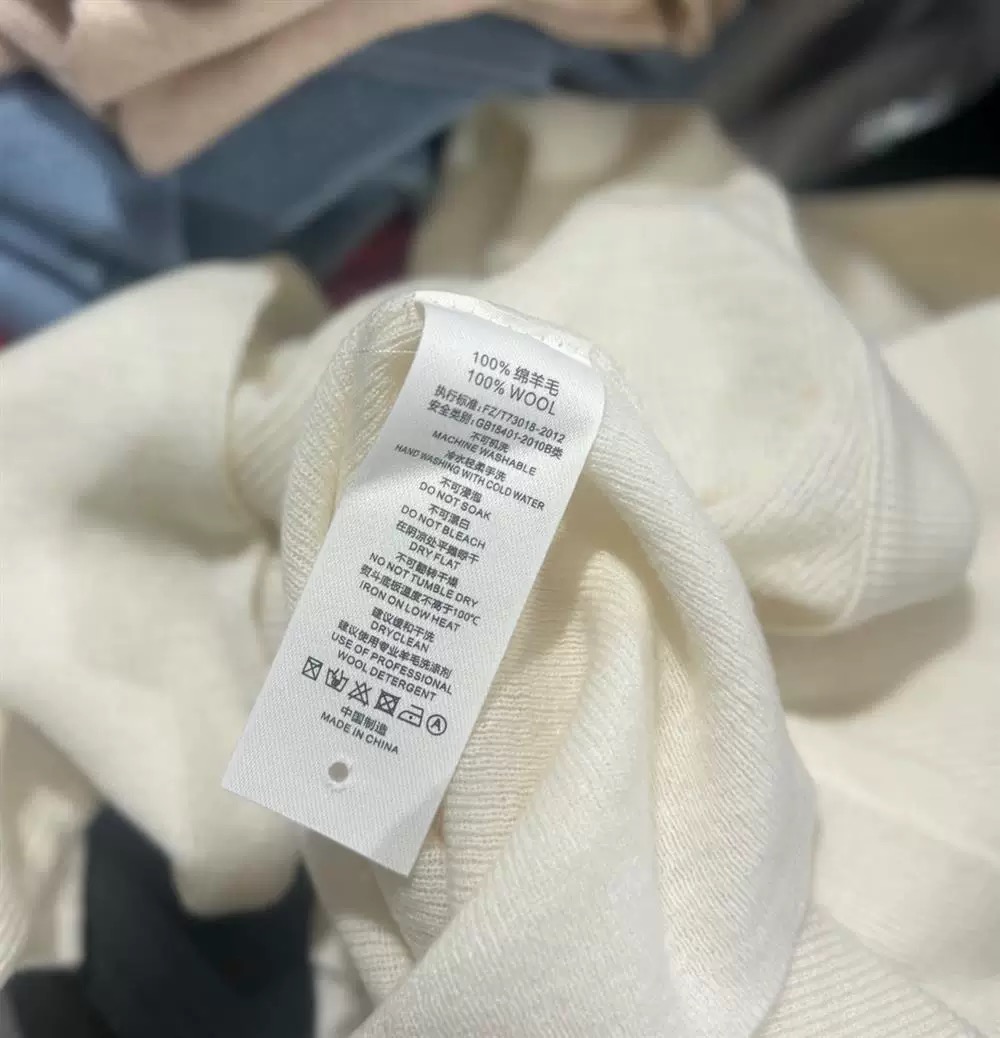 100% 绵羊毛
100% WOOL
执行标准:FZ/T73018-2012
安全类别:GB18401-2010B类
不可机洗
MACHINE WASHABLE
冷水轻柔手洗
HAND WASHING WITH COLD WATER
不可浸泡
DO NOT SOAK
不可漂白
DO NOT BLEACH
在阴凉处平摊晾干
DRY FLAT
不可翻转干燥
NO NOT TUMBLE DRY
熨斗底板温度不高于100℃
IRON ON LOW HEAT
建议缓和干洗
DRYCLEAN
建议使用专业羊毛洗涤剂
USE OF PROFESSIONAL
WOOL DETERGENT
A
中国制造
MADE IN CHINA